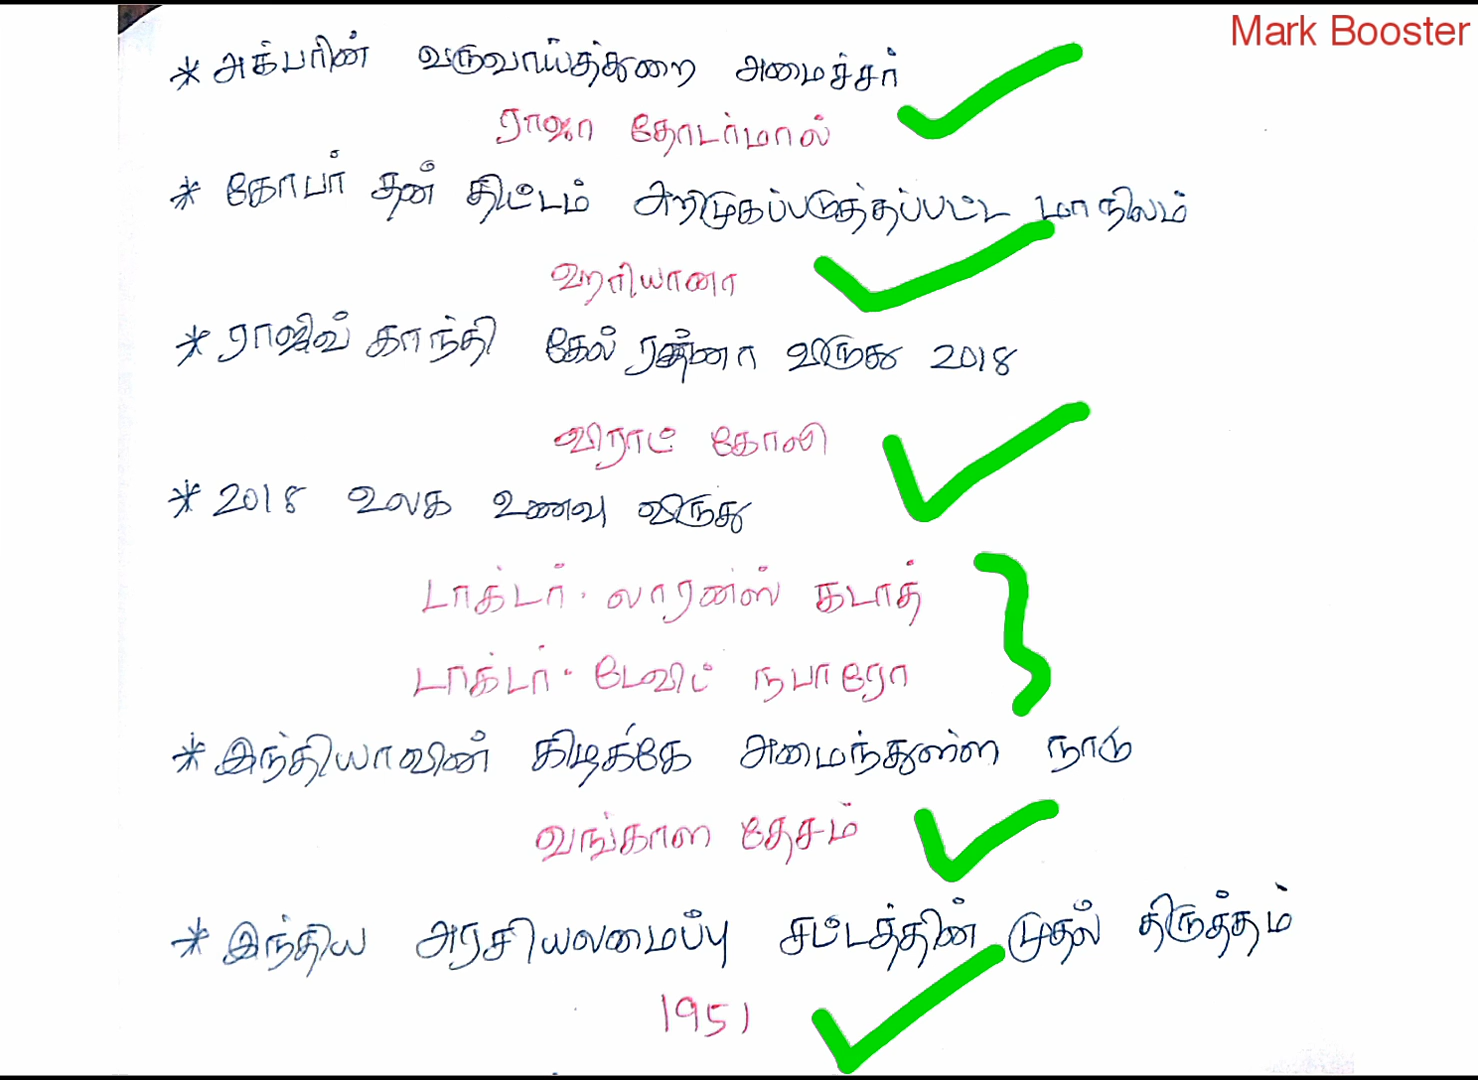 Mark Booster
* அக்பரின் வருவாய்த்துறை அமைச்சர்
ராஜா தோடர்மால்
* கோபர் தன் திட்டம் அறிமுகப்படுத்தப்பட்ட மாநிலம்
ஹரியானா
* ராஜிவ் காந்தி கேல் ரத்னா விருது 2018
விராட் கோலி
* 2018 உலக உணவு விருது
டாக்டர். லாரன்ஸ் கடாத்
டாக்டர். டேவிட் நபாரோ
* இந்தியாவின் கிழக்கே அமைந்துள்ள நாடு
வங்காள தேசம்
* இந்திய அரசியலமைப்பு சட்டத்தின் முதல் திருத்தம்
1951